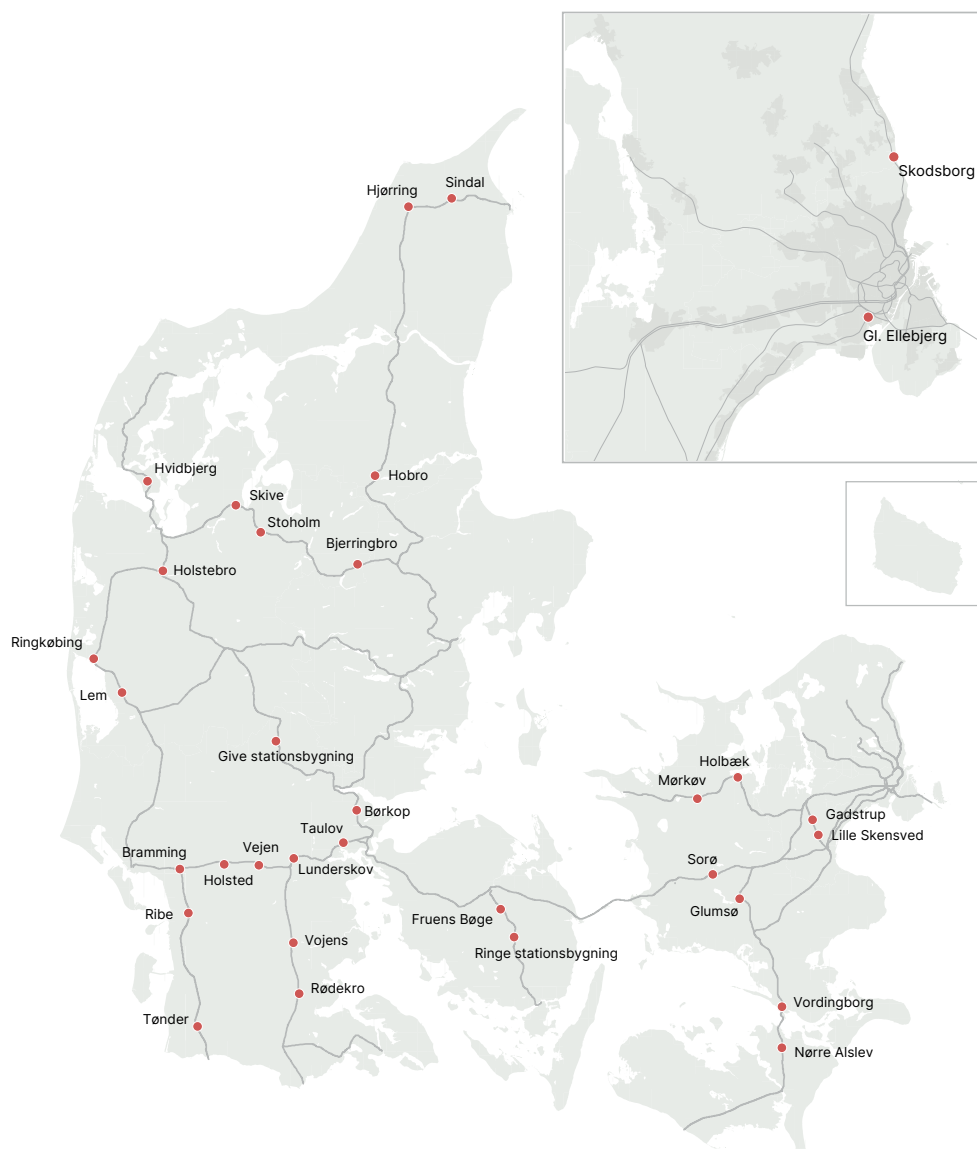 Skodsborg
Sindal
Hjørring
Gl. Ellebjerg
Hvidbjerg
Hobro
Skive
Stoholm
Bjerringbro
Holstebro
Ringkøbing
Lem
Give stationsbygning
Holbæk
Mørkøv
Børkop
Gadstrup
Taulov
Lille Skensved
Vejen
Bramming
Sorø
Lunderskov
Holsted
Glumsø
Ribe
Fruens Bøge
Vojens
Ringe stationsbygning
Rødekro
Vordingborg
Tønder
Nørre Alslev